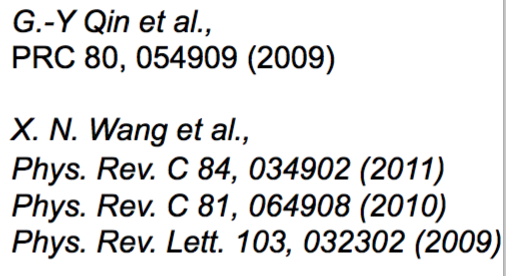 G.-Y Qin et al.,
PRC 80, 054909 (2009)
X. N. Wang et al.,
Phys. Rev. C 84, 034902 (2011)
Phys. Rev. C 81, 064908 (2010)
Phys. Rev. Lett. 103, 032302 (2009)